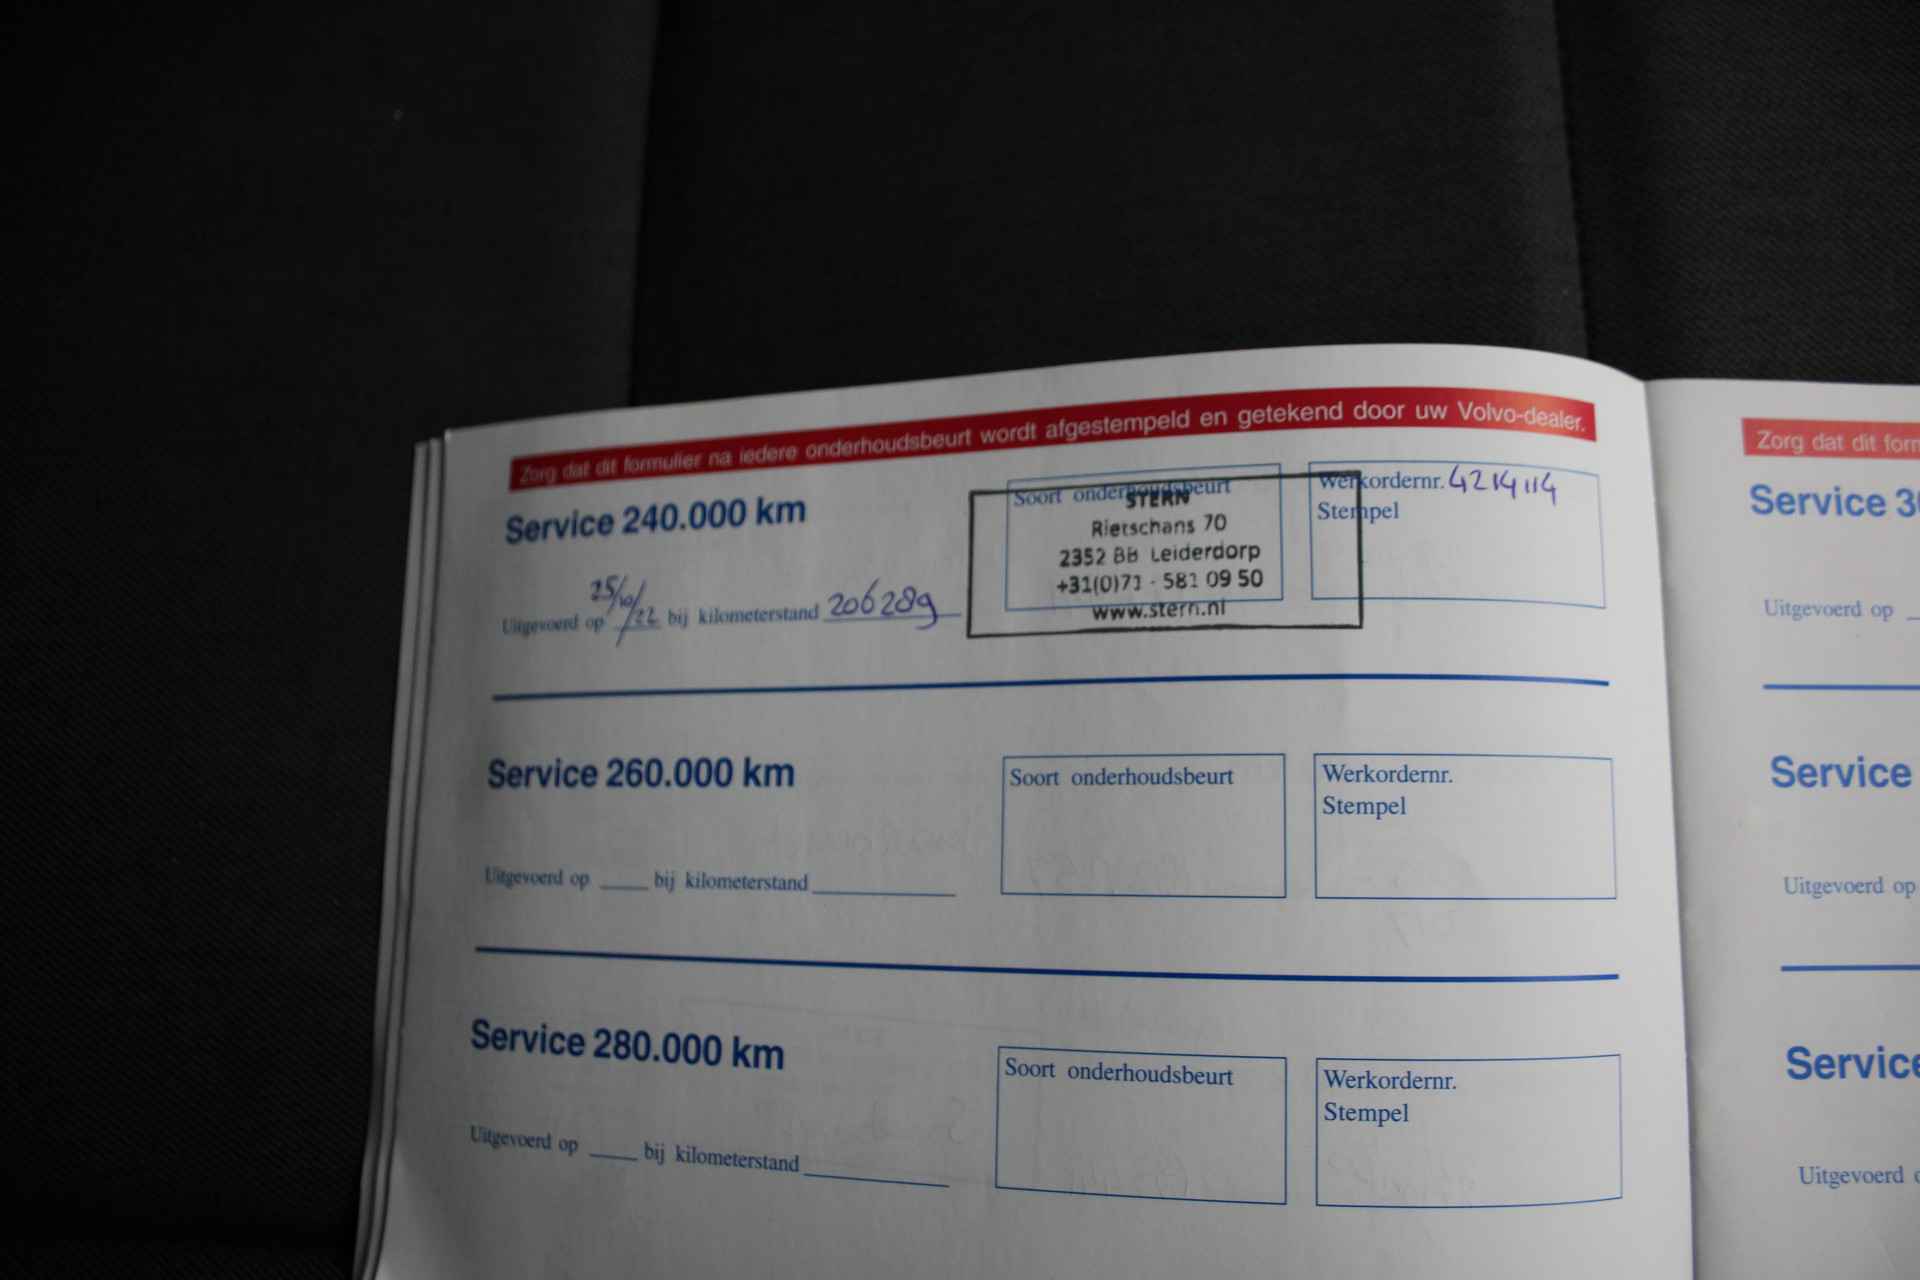 Zorg dat dit formulier na iedere onderhoudsbeurt wordt afgestempeld en getekend door uw Volvo-dealer.
Service 240.000 km
Soort onderhoudsbeurt
Werkordernr. 4214114
Stempel
STERN
Rietschans 70
2352 BB Leiderdorp
+31(0)71 - 581 09 50
www.stern.nl
Uitgevoerd op 25/10/22 bij kilometerstand 206289
Service 260.000 km
Soort onderhoudsbeurt
Werkordernr.
Stempel
Uitgevoerd op ____ bij kilometerstand ____
Service 280.000 km
Soort onderhoudsbeurt
Werkordernr.
Stempel
Uitgevoerd op ____ bij kilometerstand ____
Zorg dat dit form
Service 3
Uitgevoerd op
Service
Uitgevoerd op
Service
Uitgevoerd